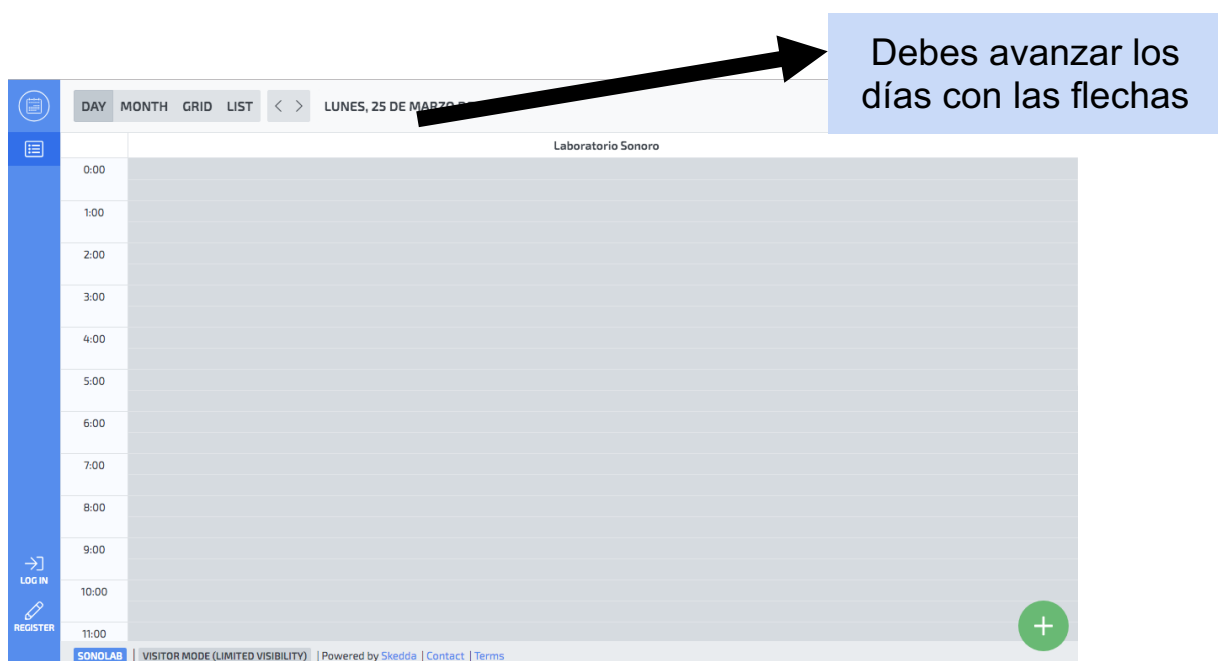 Debes avanzar los
días con las flechas
DAY MONTH GRID LIST < > LUNES, 25 DE MARZO
Laboratorio Sonoro
0:00
1:00
2:00
3:00
4:00
5:00
6:00
7:00
8:00
9:00
10:00
11:00
LOG IN
REGISTER
+
SONOLAB | VISITOR MODE (LIMITED VISIBILITY) | Powered by Skedda | Contact | Terms